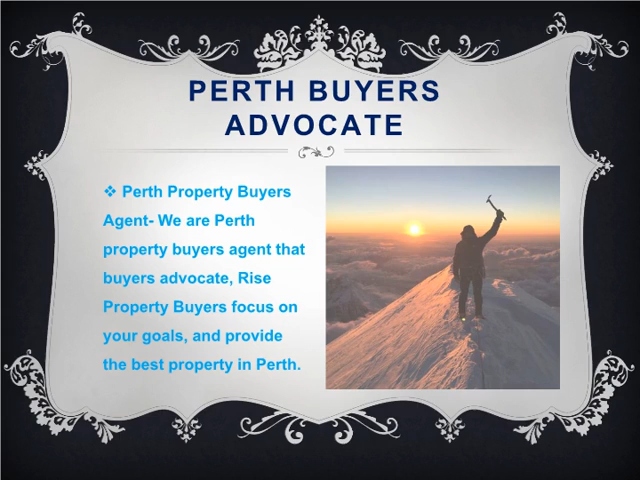 PERTH BUYERS
ADVOCATE
❖ Perth Property Buyers
Agent- We are Perth
property buyers agent that
buyers advocate, Rise
Property Buyers focus on
your goals, and provide
the best property in Perth.